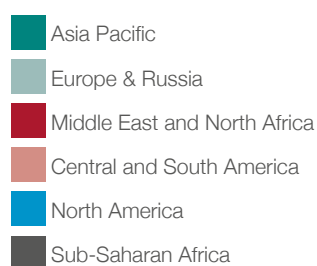 Asia Pacific
Europe & Russia
Middle East and North Africa
Central and South America
North America
Sub-Saharan Africa